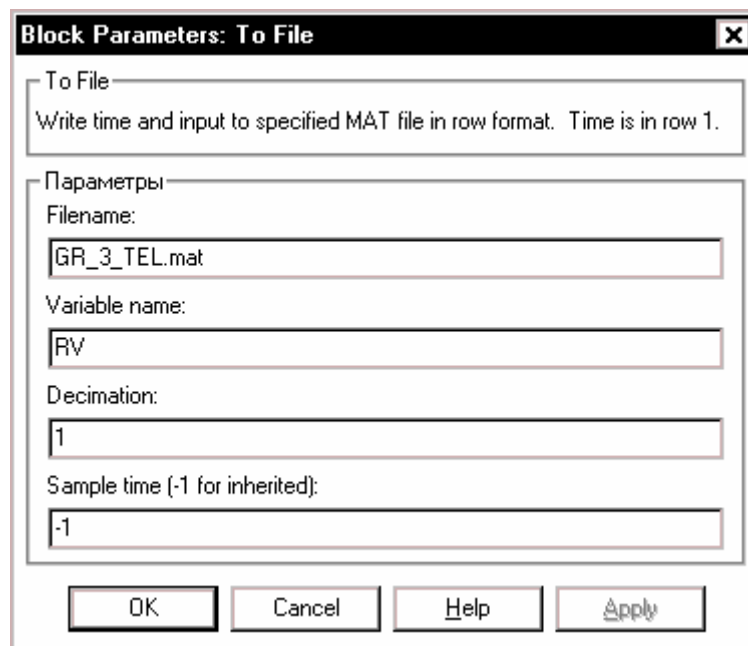 Block Parameters: To File
To File
Write time and input to specified MAT file in row format. Time is in row 1.
Параметры
Filename:
GR_3_TEL.mat
Variable name:
RV
Decimation:
1
Sample time (-1 for inherited):
-1
OK Cancel Help Apply